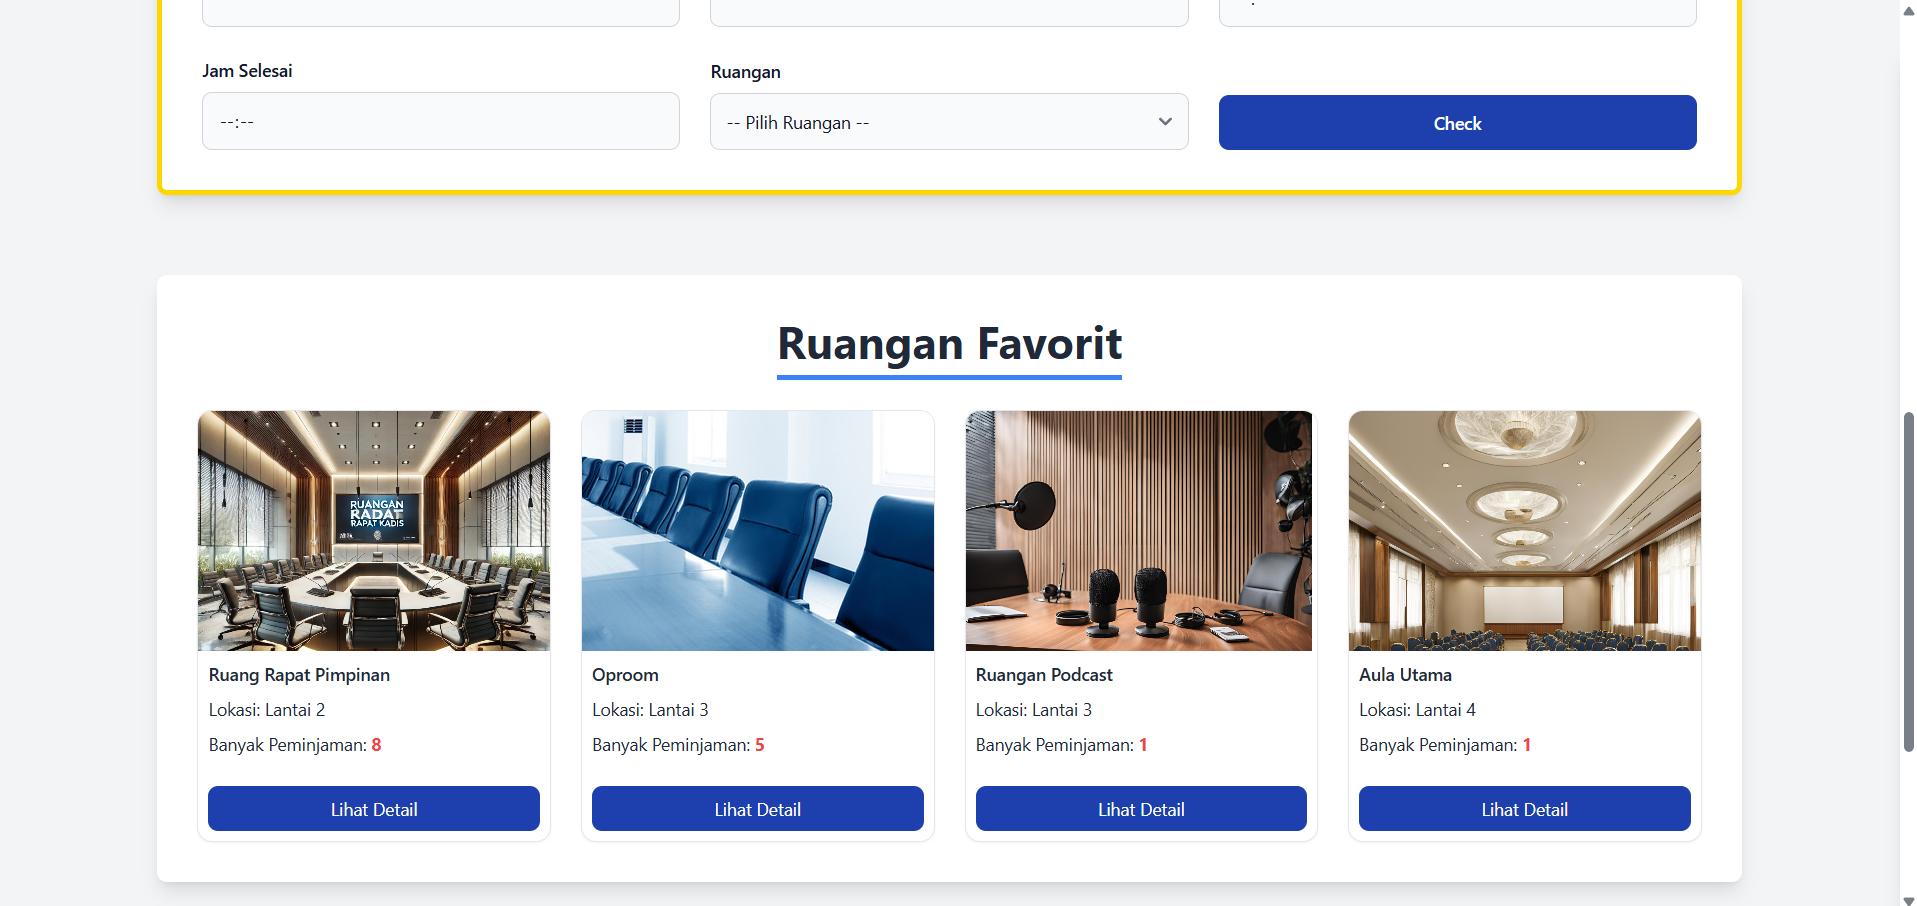 Jam Selesai
Ruangan
--:--
-- Pilih Ruangan --
Check
Ruangan Favorit
RUANGAN
RADAT
RAPAT KADIS
Ruang Rapat Pimpinan
Lokasi: Lantai 2
Banyak Peminjaman: 8
Lihat Detail
Oproom
Lokasi: Lantai 3
Banyak Peminjaman: 5
Lihat Detail
Ruangan Podcast
Lokasi: Lantai 3
Banyak Peminjaman: 1
Lihat Detail
Aula Utama
Lokasi: Lantai 4
Banyak Peminjaman: 1
Lihat Detail